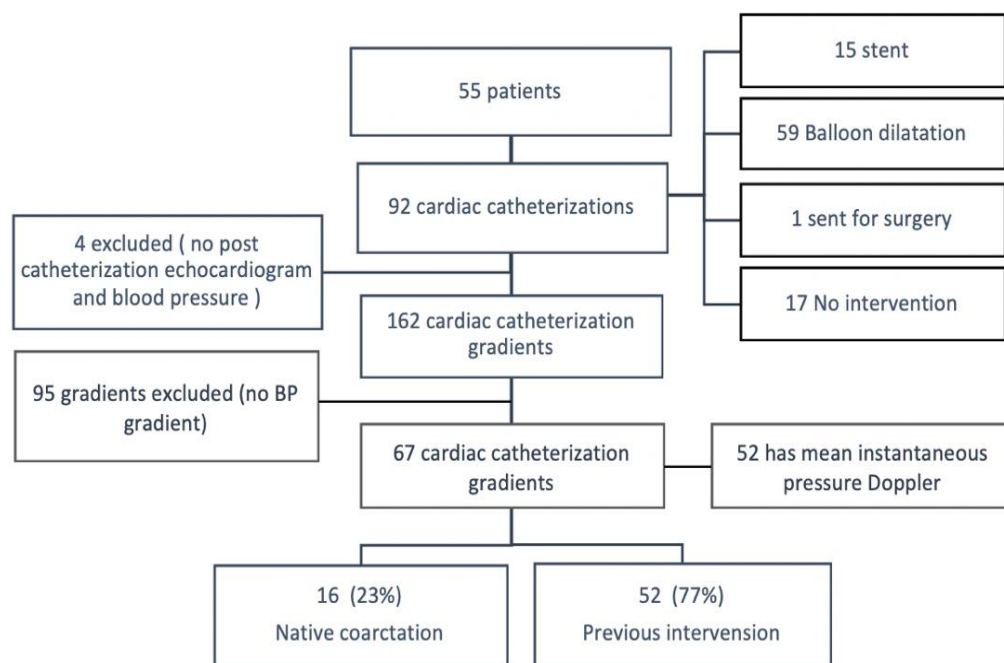 55 patients
15 stent
59 Balloon dilatation
92 cardiac catheterizations
1 sent for surgery
17 No intervention
4 excluded ( no post
catheterization echocardiogram
and blood pressure )
162 cardiac catheterization
gradients
95 gradients excluded (no BP
gradient)
67 cardiac catheterization
gradients
52 has mean instantaneous
pressure Doppler
16 (23%)
Native coarctation
52 (77%)
Previous intervension